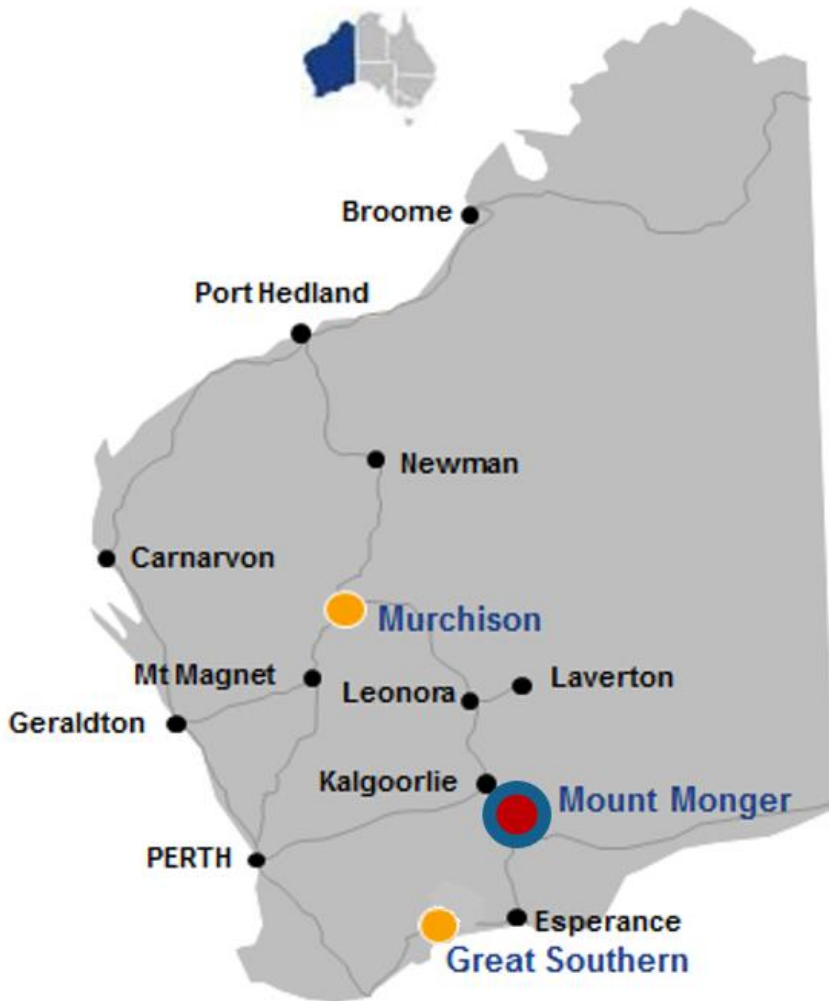 Broome
Port Hedland
Newman
Carnarvon
Murchison
Mt Magnet
Leonora
Laverton
Geraldton
Kalgoorlie
Mount Monger
PERTH
Esperance
Great Southern